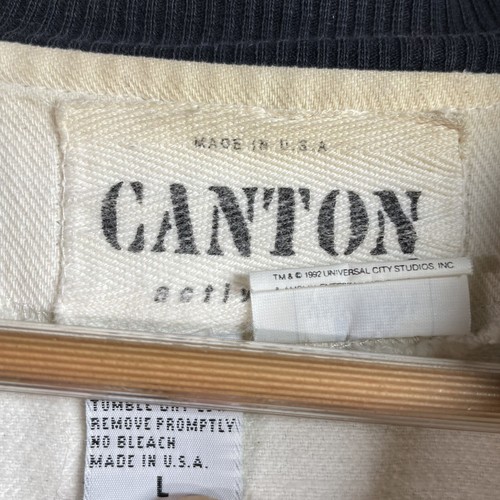 MADE IN U.S.A
CANTON
TM & © 1992 UNIVERSAL CITY STUDIOS, INC.
activ
TUMBLE DRY
REMOVE PROMPTLY
NO BLEACH
MADE IN U.S.A.
L